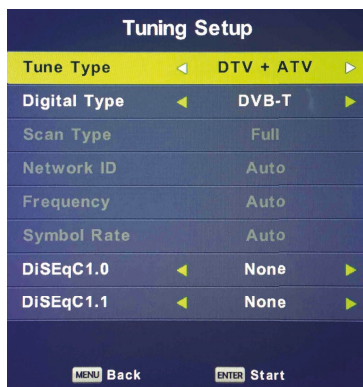 Tuning Setup
Tune Type DTV + ATV
Digital Type DVB-T
Scan Type Full
Network ID Auto
Frequency Auto
Symbol Rate Auto
DiSEqC1.0 None
DiSEqC1.1 None
MENU Back ENTER Start